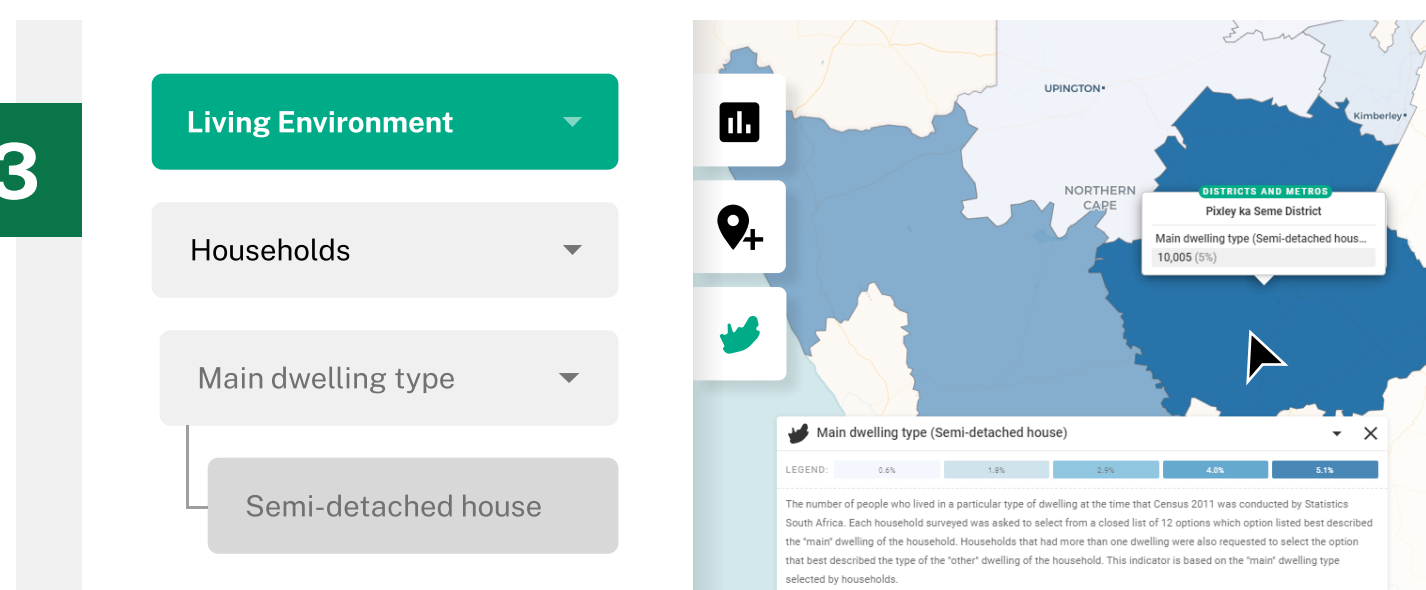 3
Living Environment
Households
Main dwelling type
Semi-detached house
UPINGTON
Kimberley
NORTHERN
CAPE
DISTRICTS AND METROS
Pixley ka Seme District
Main dwelling type (Semi-detached hous...
10,005 (5%)
Main dwelling type (Semi-detached house)
LEGEND: 0.6% 1.8% 2.9% 4.0% 5.1%
The number of people who lived in a particular type of dwelling at the time that Census 2011 was conducted by Statistics
South Africa. Each household surveyed was asked to select from a closed list of 12 options which option listed best described
the "main" dwelling of the household. Households that had more than one dwelling were also requested to select the option
that best described the type of the "other" dwelling of the household. This indicator is based on the "main" dwelling type
selected by households.